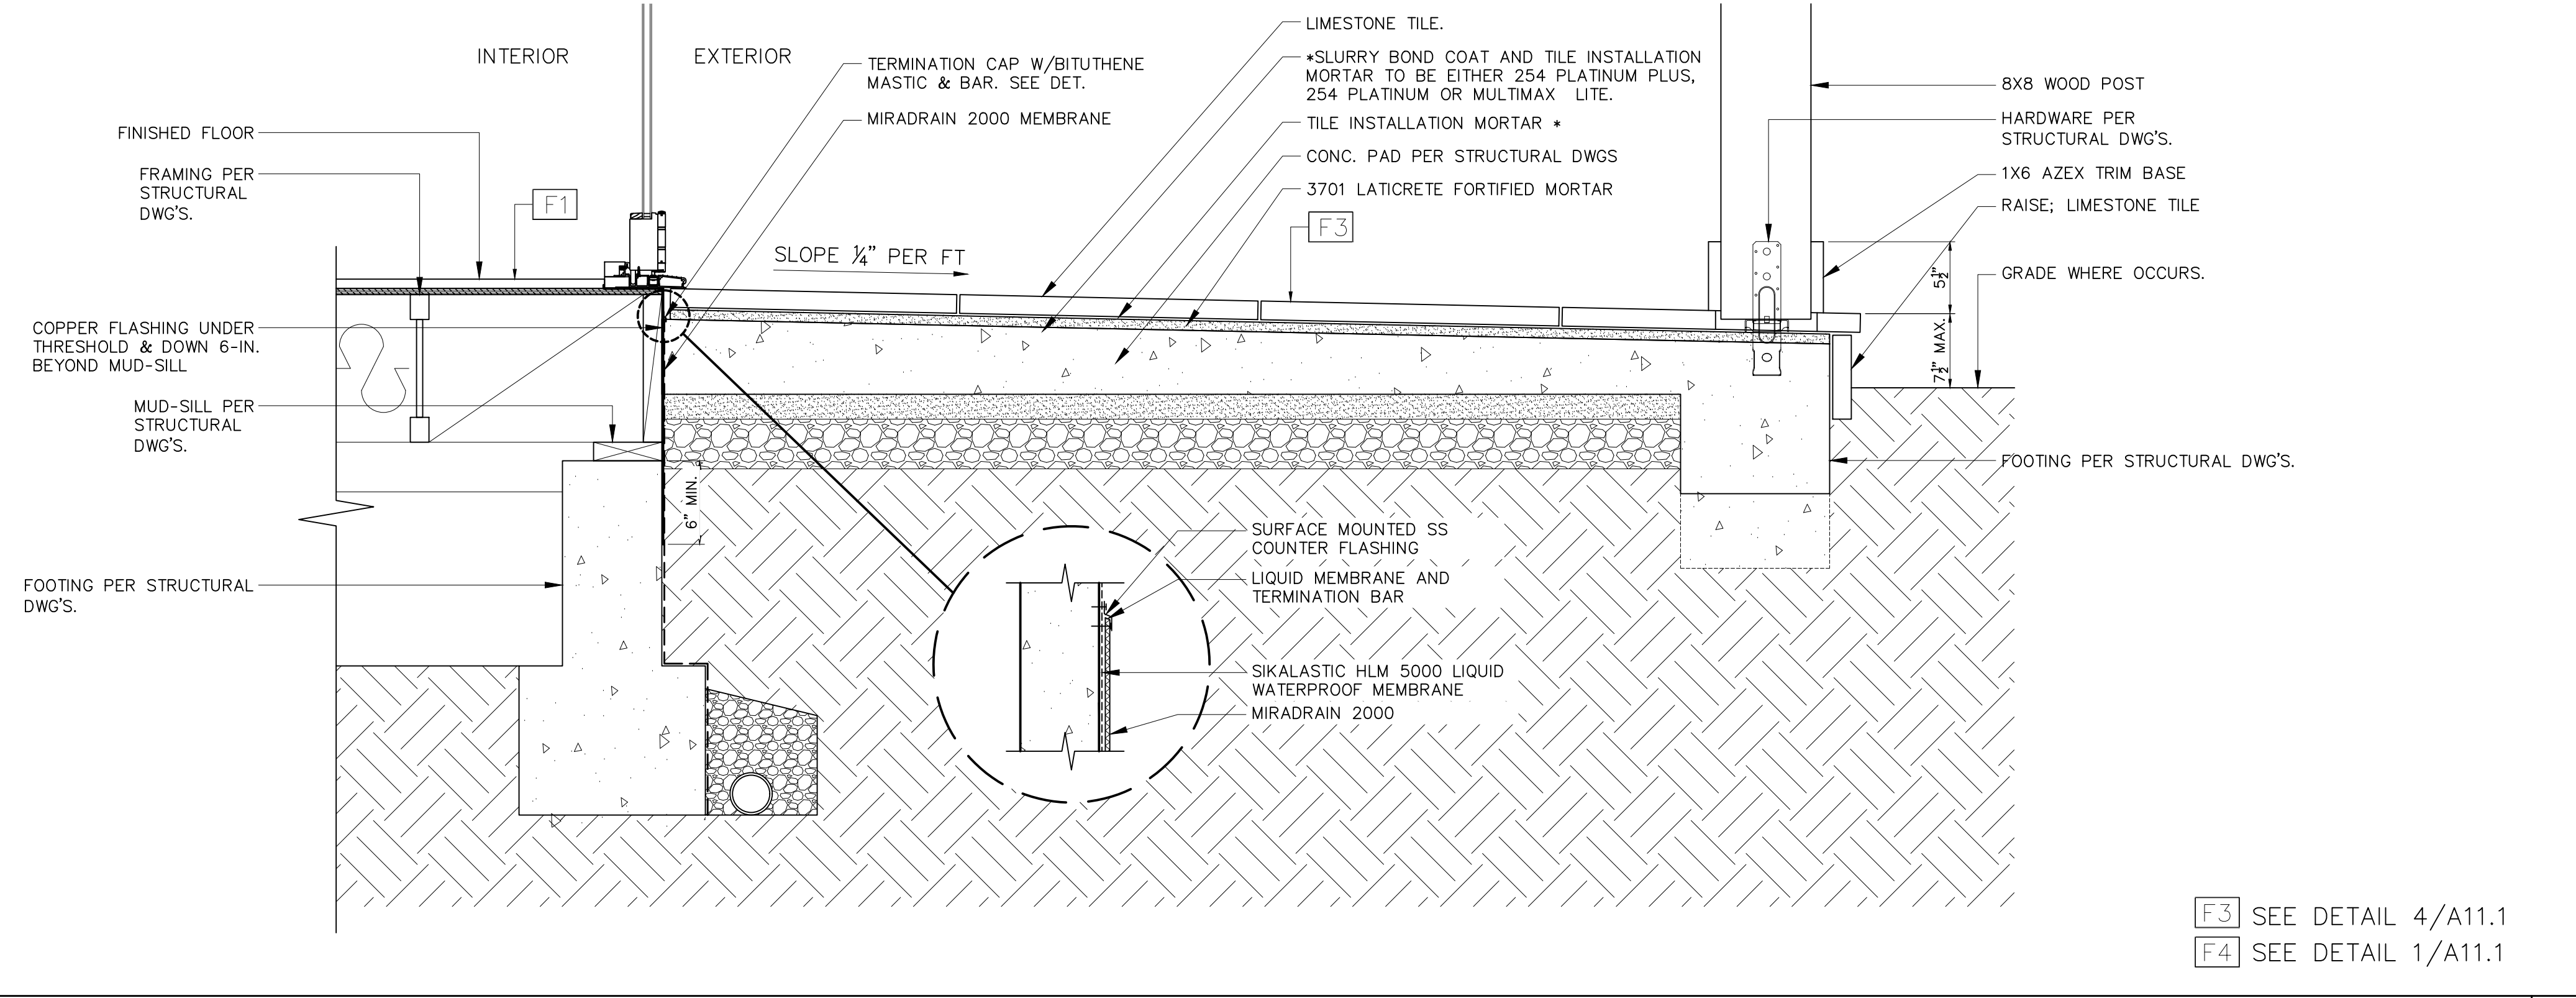 INTERIOR
EXTERIOR
FINISHED FLOOR
FRAMING PER
STRUCTURAL
DWG'S.
F1
COPPER FLASHING UNDER
THRESHOLD & DOWN 6-IN.
BEYOND MUD-SILL
MUD-SILL PER
STRUCTURAL
DWG'S.
FOOTING PER STRUCTURAL
DWG'S.
6" MIN.
TERMINATION CAP W/BITUTHENE
MASTIC & BAR. SEE DET.
MIRADRAIN 2000 MEMBRANE
SLOPE ¼" PER FT
LIMESTONE TILE.
*SLURRY BOND COAT AND TILE INSTALLATION
MORTAR TO BE EITHER 254 PLATINUM PLUS,
254 PLATINUM OR MULTIMAX LITE.
TILE INSTALLATION MORTAR *
CONC. PAD PER STRUCTURAL DWGS
3701 LATICRETE FORTIFIED MORTAR
F3
8X8 WOOD POST
HARDWARE PER
STRUCTURAL DWG'S.
1X6 AZEX TRIM BASE
RAISE; LIMESTONE TILE
GRADE WHERE OCCURS.
5½"
7½" MAX.
FOOTING PER STRUCTURAL DWG'S.
SURFACE MOUNTED SS
COUNTER FLASHING
LIQUID MEMBRANE AND
TERMINATION BAR
SIKALASTIC HLM 5000 LIQUID
WATERPROOF MEMBRANE
MIRADRAIN 2000
F3 SEE DETAIL 4/A11.1
F4 SEE DETAIL 1/A11.1